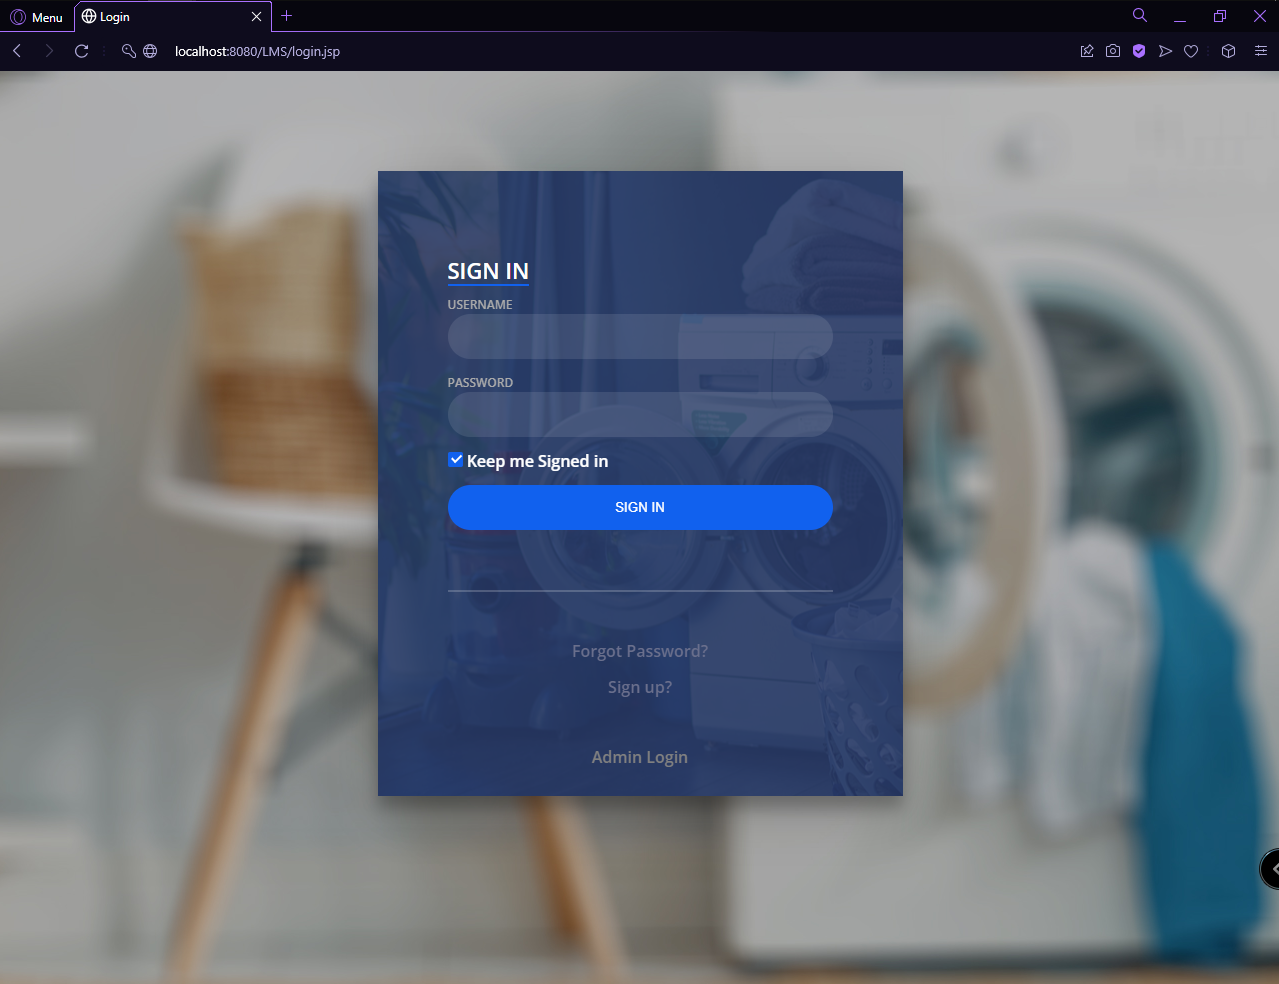 Menu
Login
localhost:8080/LMS/login.jsp
SIGN IN
USERNAME
PASSWORD
Keep me Signed in
SIGN IN
Forgot Password?
Sign up?
Admin Login